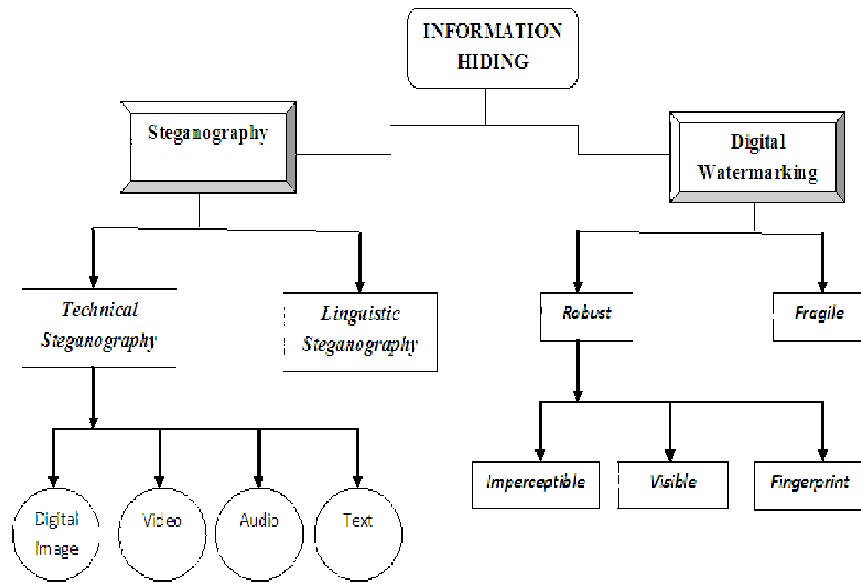 INFORMATION
HIDING
Steganography
Digital
Watermarking
Technical
Steganography
Linguistic
Steganography
Robust
Fragile
Imperceptible
Visible
Fingerprint
Digital
Image
Video
Audio
Text